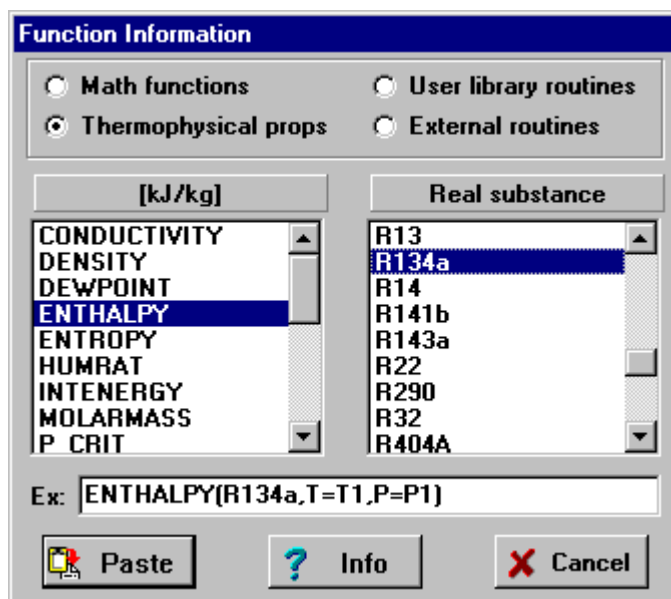 Function Information
Math functions
User library routines
Thermophysical props
External routines
[kJ/kg]
Real substance
CONDUCTIVITY
DENSITY
DEWPOINT
ENTHALPY
ENTROPY
HUMRAT
INTENERGY
MOLARMASS
P_CRIT
R13
R134a
R14
R141b
R143a
R22
R290
R32
R404A
Ex: ENTHALPY(R134a,T=T1,P=P1)
Paste
? Info
Cancel